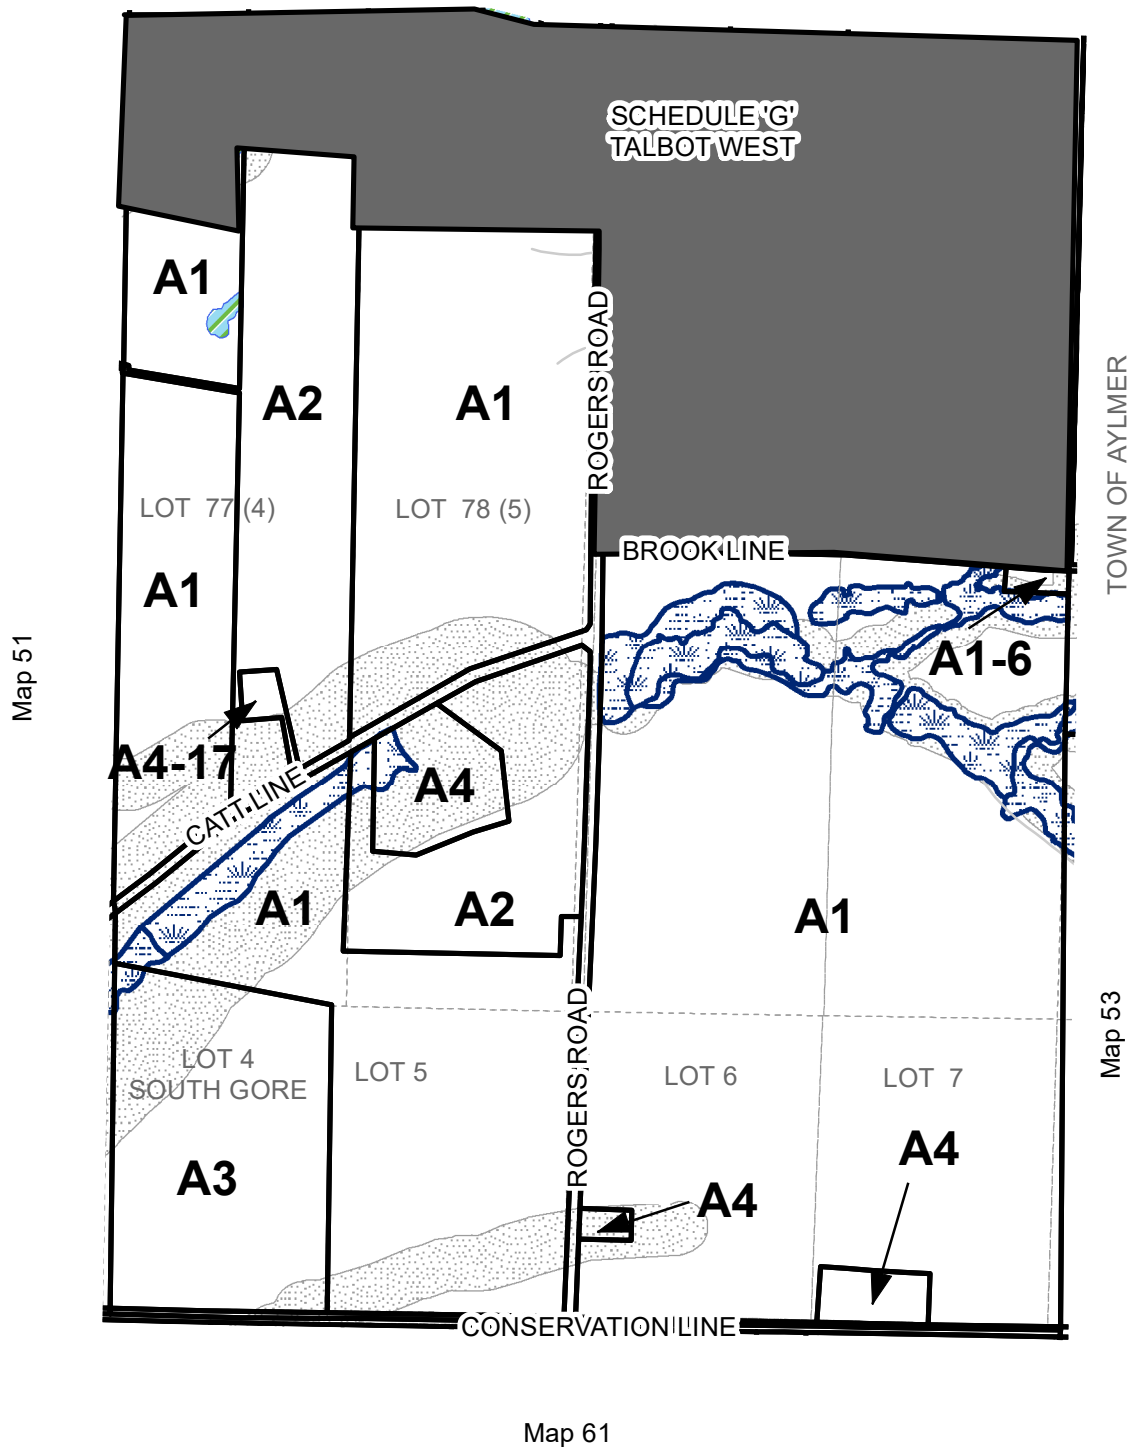 SCHEDULE 'G'
TALBOT WEST
A1
ROGERS ROAD
TOWN OF AYLMER
A2
A1
LOT 77 (4)
LOT 78 (5)
BROOK LINE
A1
Map 51
A1-6
A4-17
A4
CATT LINE
A1
A2
A1
ROGERS ROAD
Map 53
LOT 4
SOUTH GORE
LOT 5
LOT 6
LOT 7
A4
A3
A4
CONSERVATION LINE
Map 61